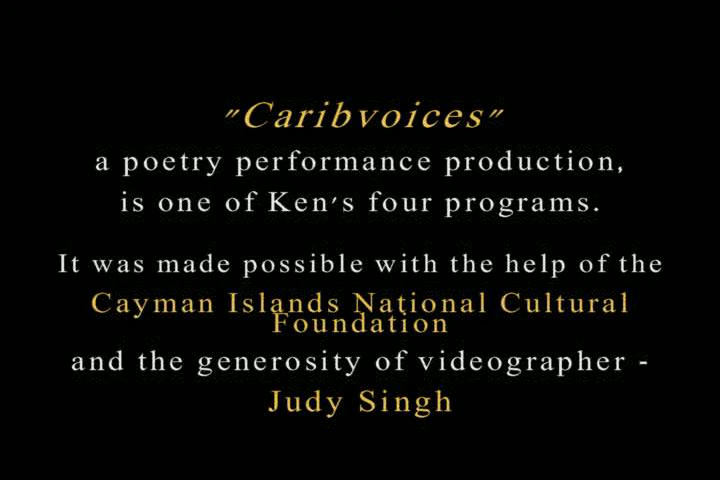 "Caribvoices"
a poetry performance production,
is one of Ken's four programs.
It was made possible with the help of the
Cayman Islands National Cultural
Foundation
and the generosity of videographer -
Judy Singh